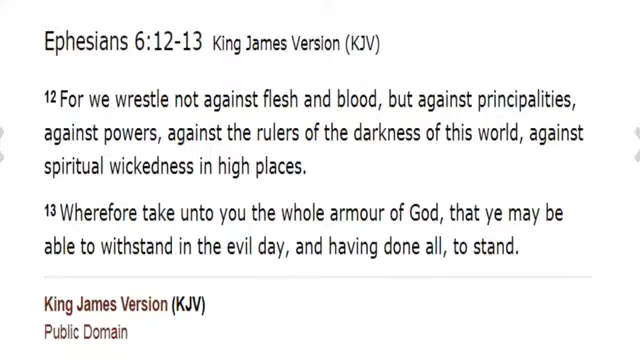 Ephesians 6:12-13 King James Version (KJV)
12 For we wrestle not against flesh and blood, but against principalities,
against powers, against the rulers of the darkness of this world, against
spiritual wickedness in high places.
13 Wherefore take unto you the whole armour of God, that ye may be
able to withstand in the evil day, and having done all, to stand.
King James Version (KJV)
Public Domain